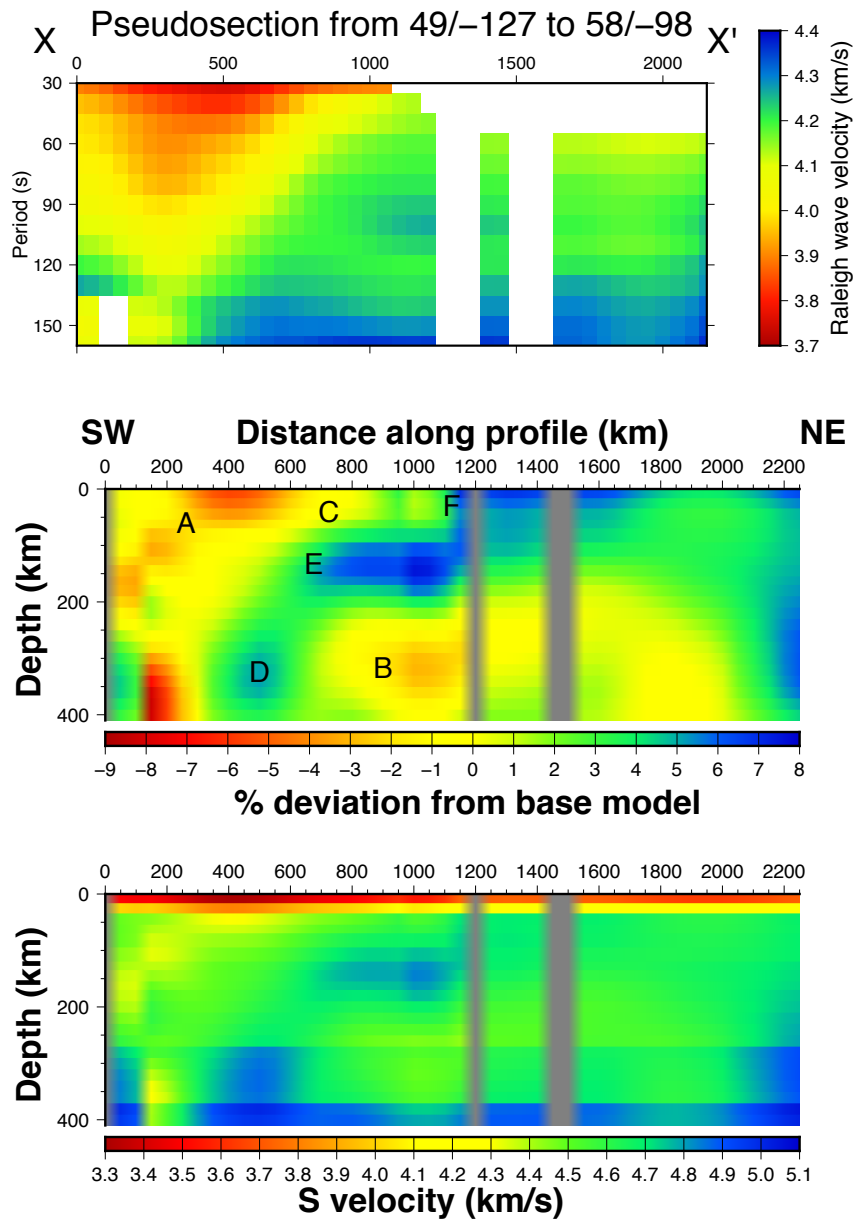 Pseudosection from 49/−127 to 58/−98
X X'
0 500 1000 1500 2000
30
60
90
120
150
Period (s)
4.4
4.3
4.2
4.1
4.0
3.9
3.8
3.7
Raleigh wave velocity (km/s)
SW Distance along profile (km) NE
0 200 400 600 800 1000 1200 1400 1600 1800 2000 2200
0
200
400
Depth (km)
A C F
E
D B
−9 −8 −7 −6 −5 −4 −3 −2 −1 0 1 2 3 4 5 6 7 8
% deviation from base model
0 200 400 600 800 1000 1200 1400 1600 1800 2000 2200
0
200
400
Depth (km)
3.3 3.4 3.5 3.6 3.7 3.8 3.9 4.0 4.1 4.2 4.3 4.4 4.5 4.6 4.7 4.8 4.9 5.0 5.1
S velocity (km/s)